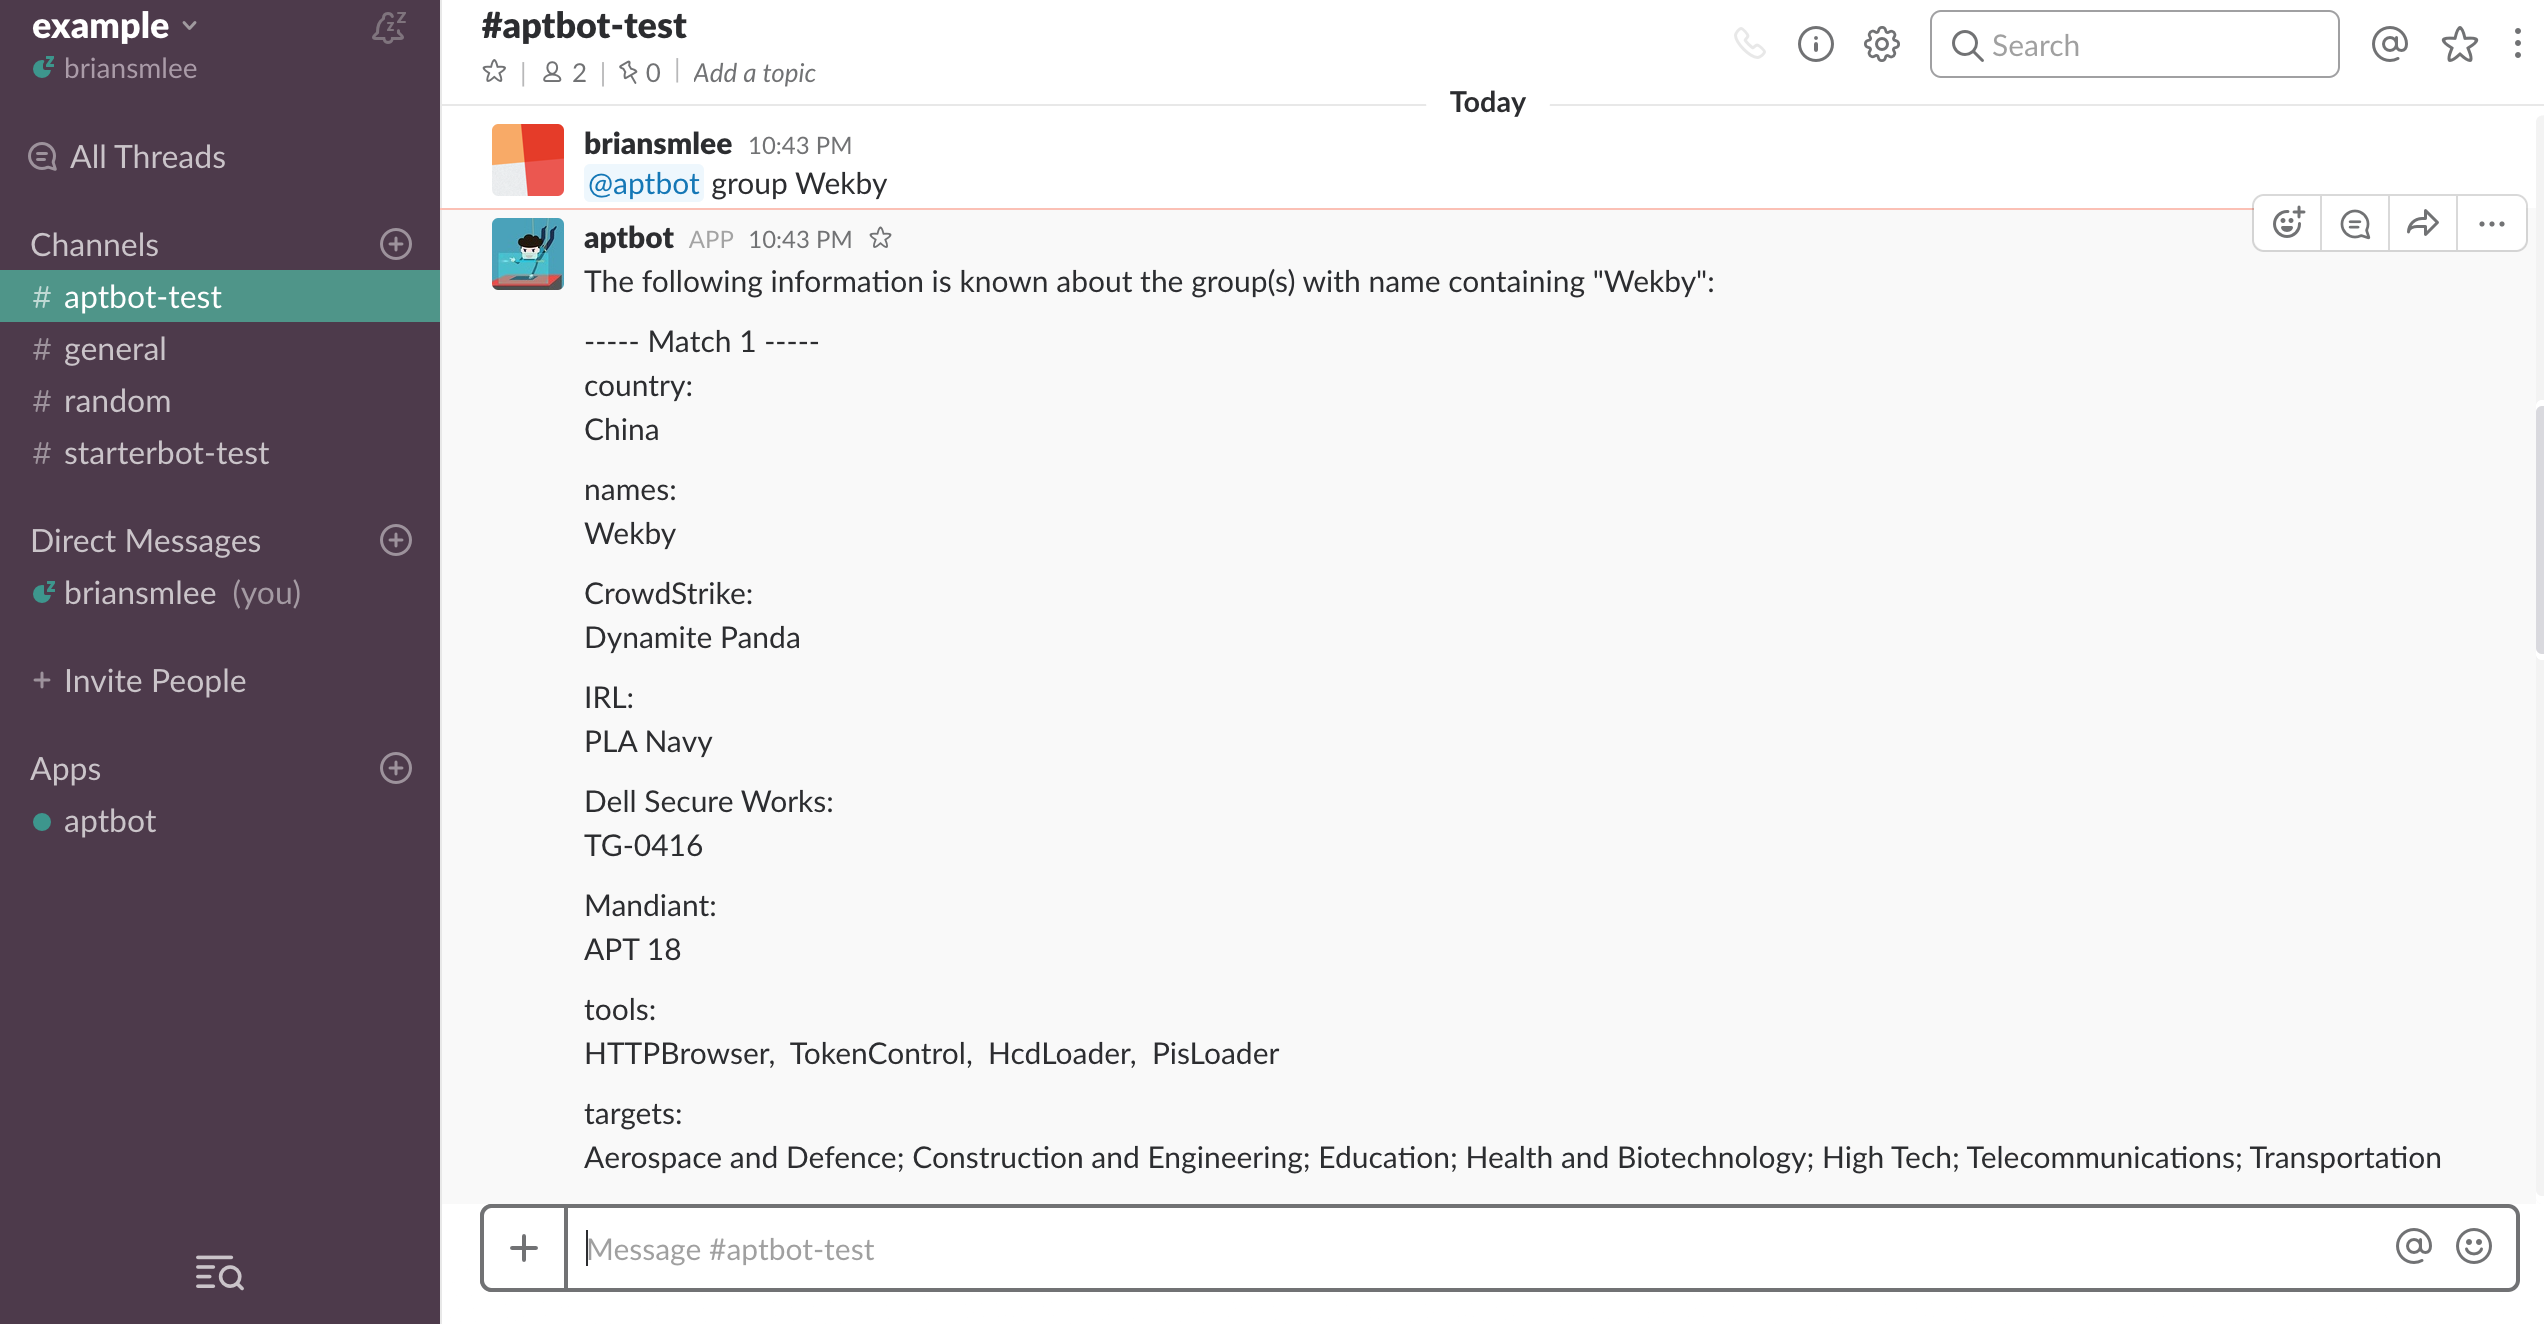 example
briansmlee
All Threads
Channels
# aptbot-test
# general
# random
# starterbot-test
Direct Messages
briansmlee (you)
+ Invite People
Apps
aptbot
#aptbot-test
2 | 0 | Add a topic
Search
Today
briansmlee 10:43 PM
@aptbot group Wekby
aptbot APP 10:43 PM
The following information is known about the group(s) with name containing "Wekby":
----- Match 1 -----
country:
China
names:
Wekby
CrowdStrike:
Dynamite Panda
IRL:
PLA Navy
Dell Secure Works:
TG-0416
Mandiant:
APT 18
tools:
HTTPBrowser, TokenControl, HcdLoader, PisLoader
targets:
Aerospace and Defence; Construction and Engineering; Education; Health and Biotechnology; High Tech; Telecommunications; Transportation
Message #aptbot-test